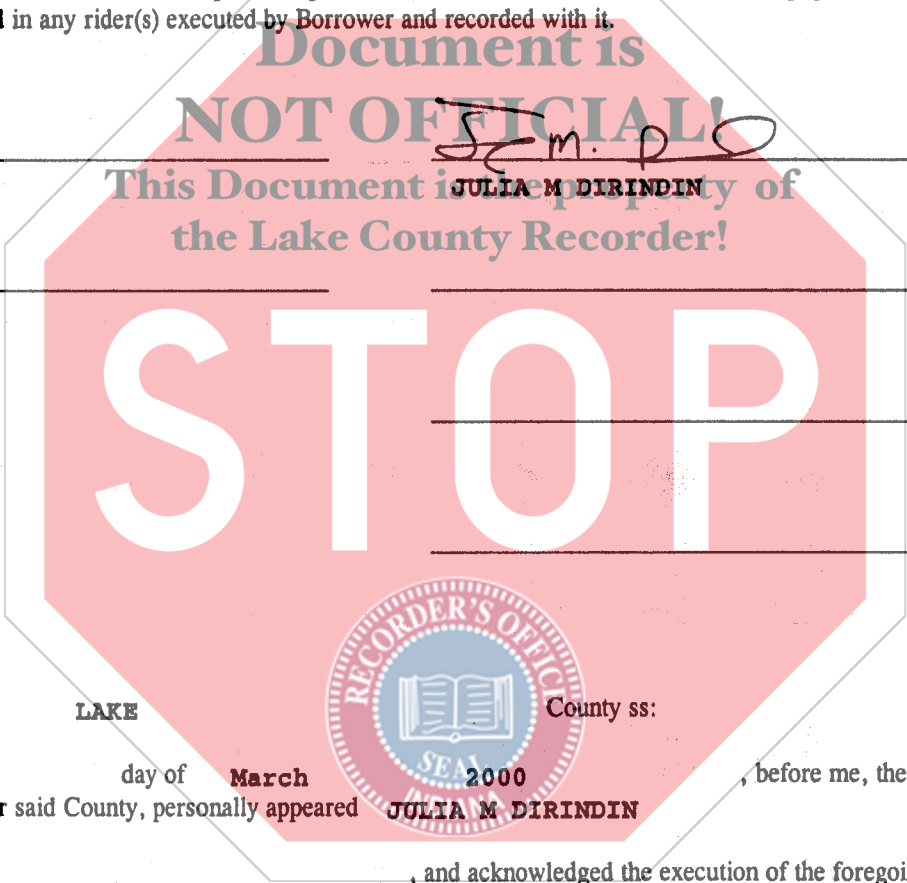 in any rider(s) executed by Borrower and recorded with it.
Document is
NOT OFFICIAL!
JULIA M DIRINDIN
This Document is the property of
the Lake County Recorder!
STOP
RECORDER'S OFFICE
SEAL
INDIANA
LAKE County ss:
day of March 2000 , before me, the
said County, personally appeared JULIA M DIRINDIN
, and acknowledged the execution of the foregoi